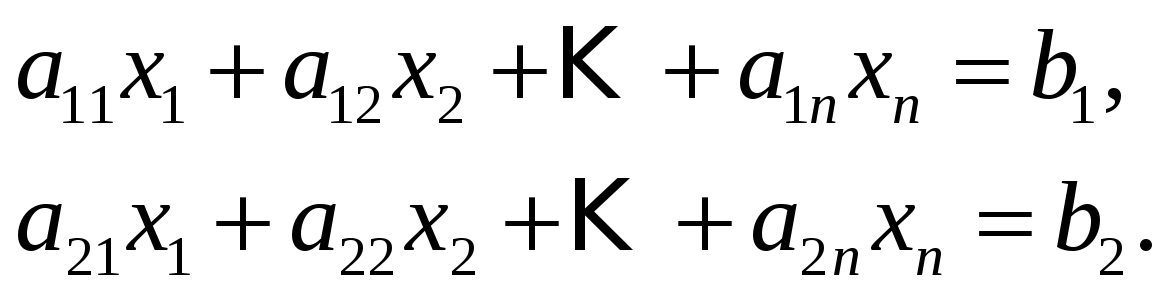 a₁₁x₁ + a₁₂x₂ + K + a₁ₙxₙ = b₁,
a₂₁x₁ + a₂₂x₂ + K + a₂ₙxₙ = b₂.